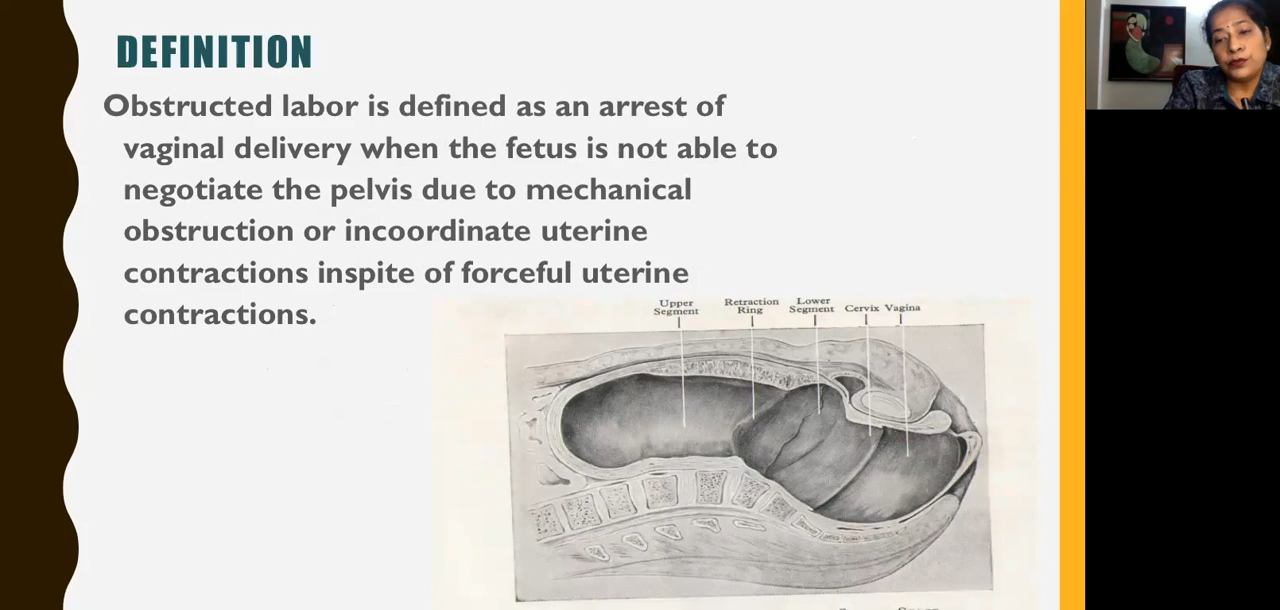 DEFINITION
Obstructed labor is defined as an arrest of
vaginal delivery when the fetus is not able to
negotiate the pelvis due to mechanical
obstruction or incoordinate uterine
contractions inspite of forceful uterine
contractions.
Upper Segment
Retraction Ring
Lower Segment
Cervix
Vagina